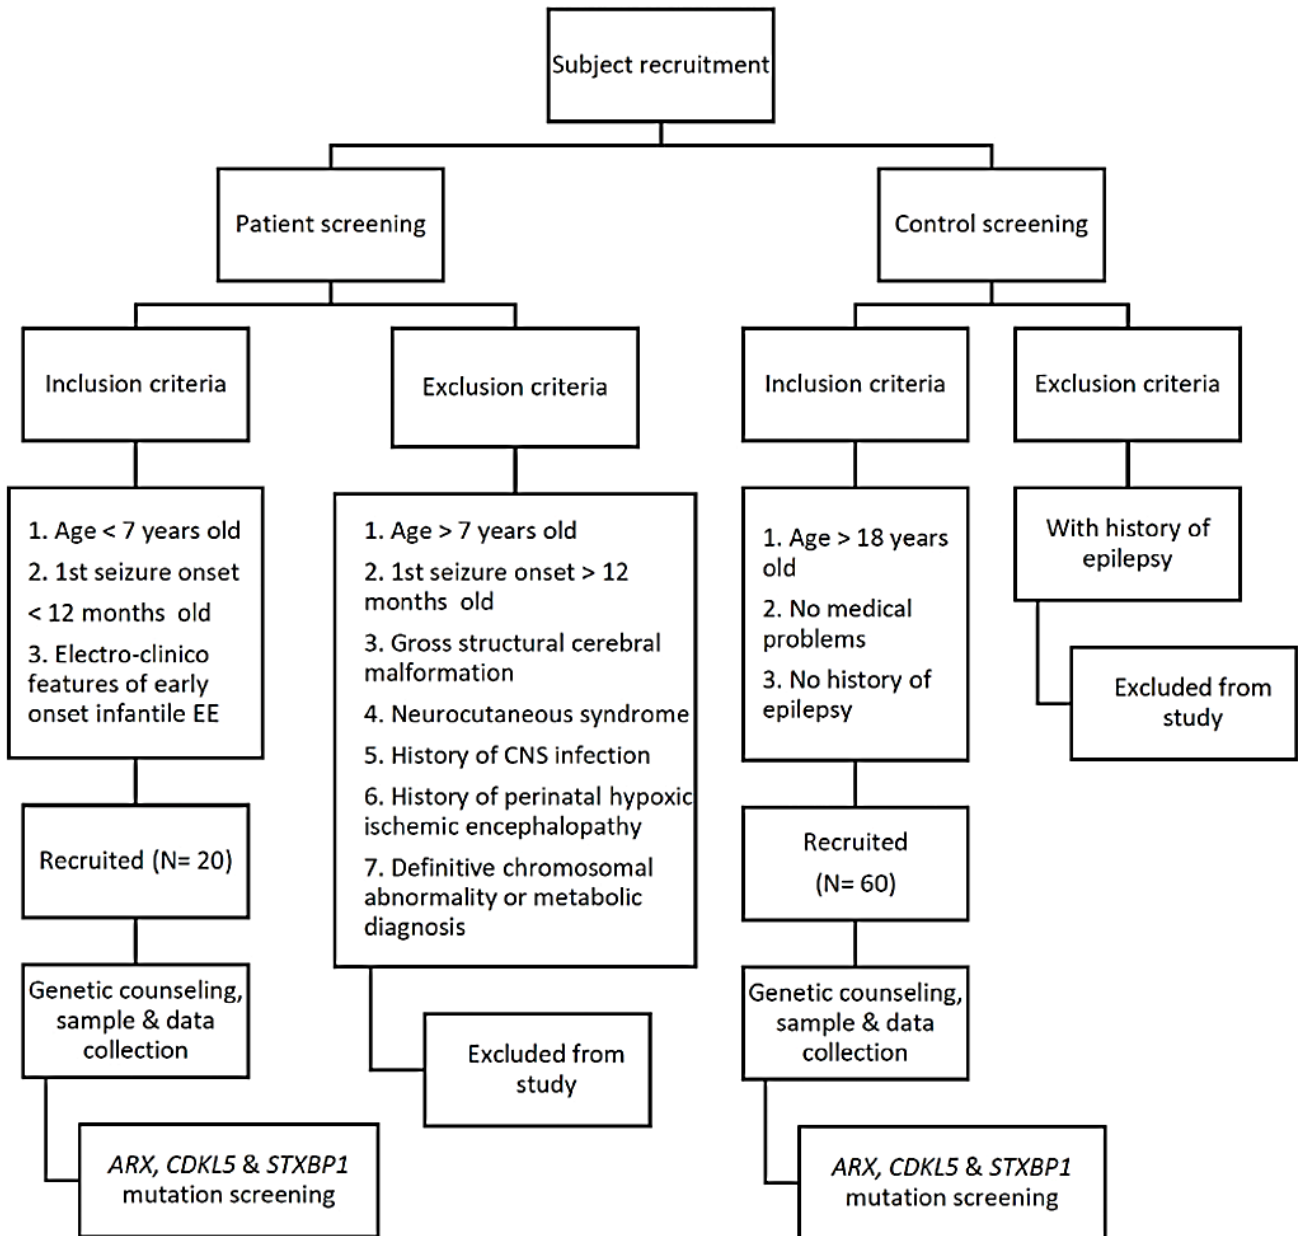 Subject recruitment
Patient screening
Control screening
Inclusion criteria
Exclusion criteria
Inclusion criteria
Exclusion criteria
1. Age < 7 years old
2. 1st seizure onset
< 12 months  old
3. Electro-clinico
features of early
onset infantile EE
1. Age > 7 years old
2. 1st seizure onset > 12
months  old
3. Gross structural cerebral
malformation
4. Neurocutaneous syndrome
5. History of CNS infection
6. History of perinatal hypoxic
ischemic encephalopathy
7. Definitive chromosomal
abnormality or metabolic
diagnosis
1. Age > 18 years
old
2. No medical
problems
3. No history of
epilepsy
With history of
epilepsy
Excluded from
study
Recruited (N= 20)
Recruited
(N= 60)
Genetic counseling,
sample & data
collection
Excluded from
study
Genetic counseling,
sample & data
collection
ARX, CDKL5 & STXBP1
mutation screening
ARX, CDKL5 & STXBP1
mutation screening